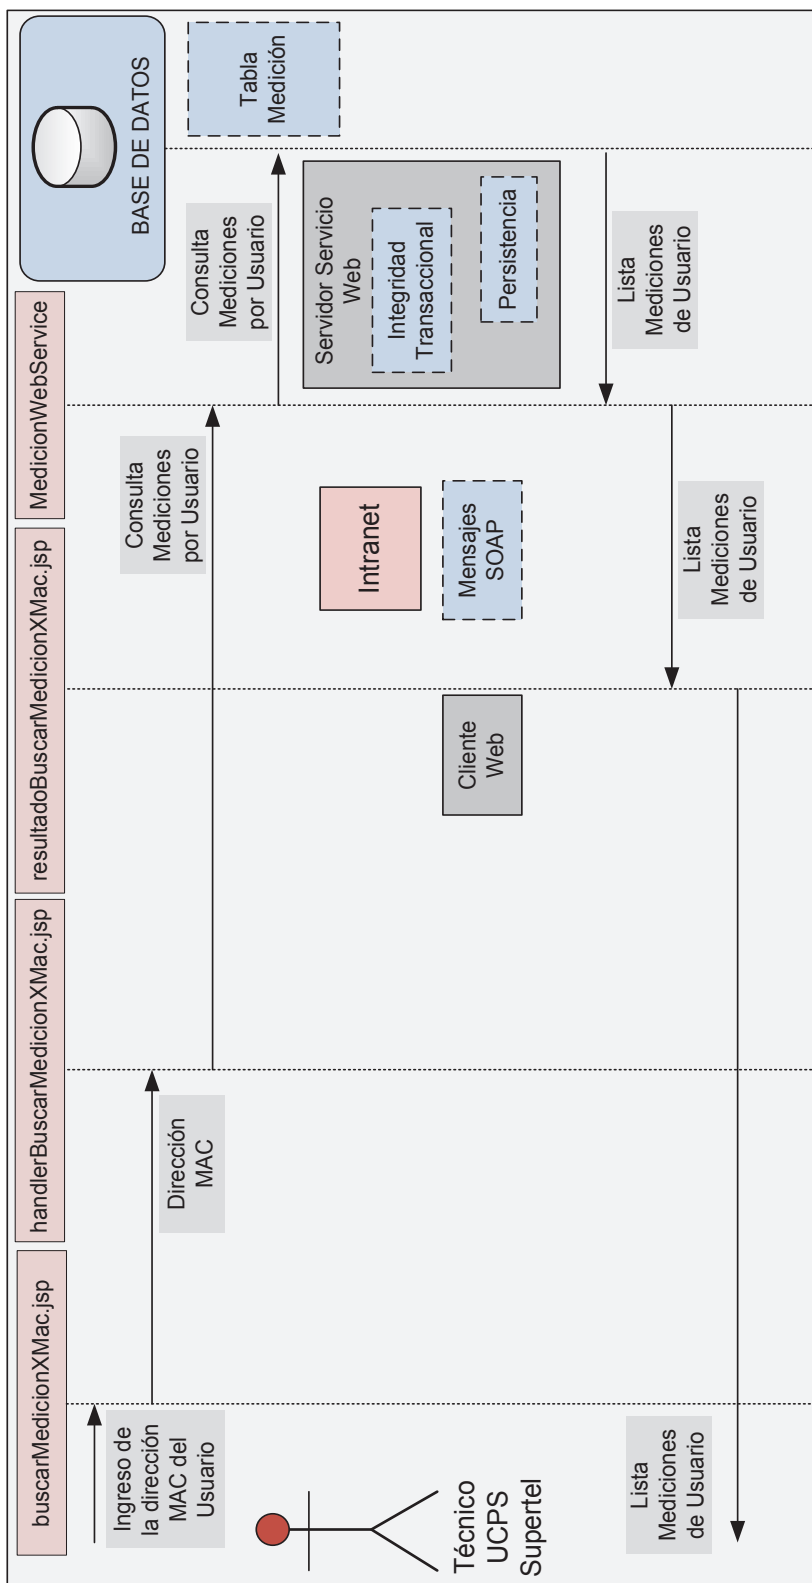 buscarMedicionXMac.jsp
handlerBuscarMedicionXMac.jsp
resultadoBuscarMedicionXMac.jsp
MedicionWebService
BASE DE DATOS
Tabla
Medición
Ingreso de
la dirección
MAC del
Usuario
Dirección
MAC
Consulta
Mediciones
por Usuario
Consulta
Mediciones
por Usuario
Técnico
UCPS
Supertel
Cliente
Web
Intranet
Mensajes
SOAP
Servidor Servicio
Web
Integridad
Transaccional
Persistencia
Lista
Mediciones
de Usuario
Lista
Mediciones
de Usuario
Lista
Mediciones
de Usuario